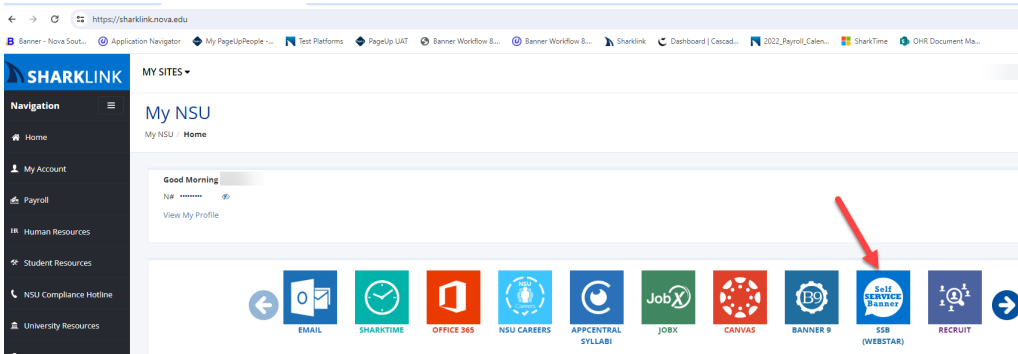 https://sharklink.nova.edu
Banner - Nova Sout...
Application Navigator
My PageUpPeople -...
Test Platforms
PageUp UAT
Banner Workflow 8....
Banner Workflow 8....
Sharklink
Dashboard | Cascad...
2022_Payroll_Calen...
SharkTime
OHR Document Ma...
SHARKLINK
MY SITES
Navigation
My NSU
My NSU / Home
Home
My Account
Payroll
HR Human Resources
Student Resources
NSU Compliance Hotline
University Resources
Good Morning
N# •••••••••
View My Profile
NSU
Careers
JobX
B9
Self
SERVICE
Banner
EMAIL
SHARKTIME
OFFICE 365
NSU CAREERS
APPCENTRAL
SYLLABI
JOBX
CANVAS
BANNER 9
SSB
(WEBSTAR)
RECRUIT